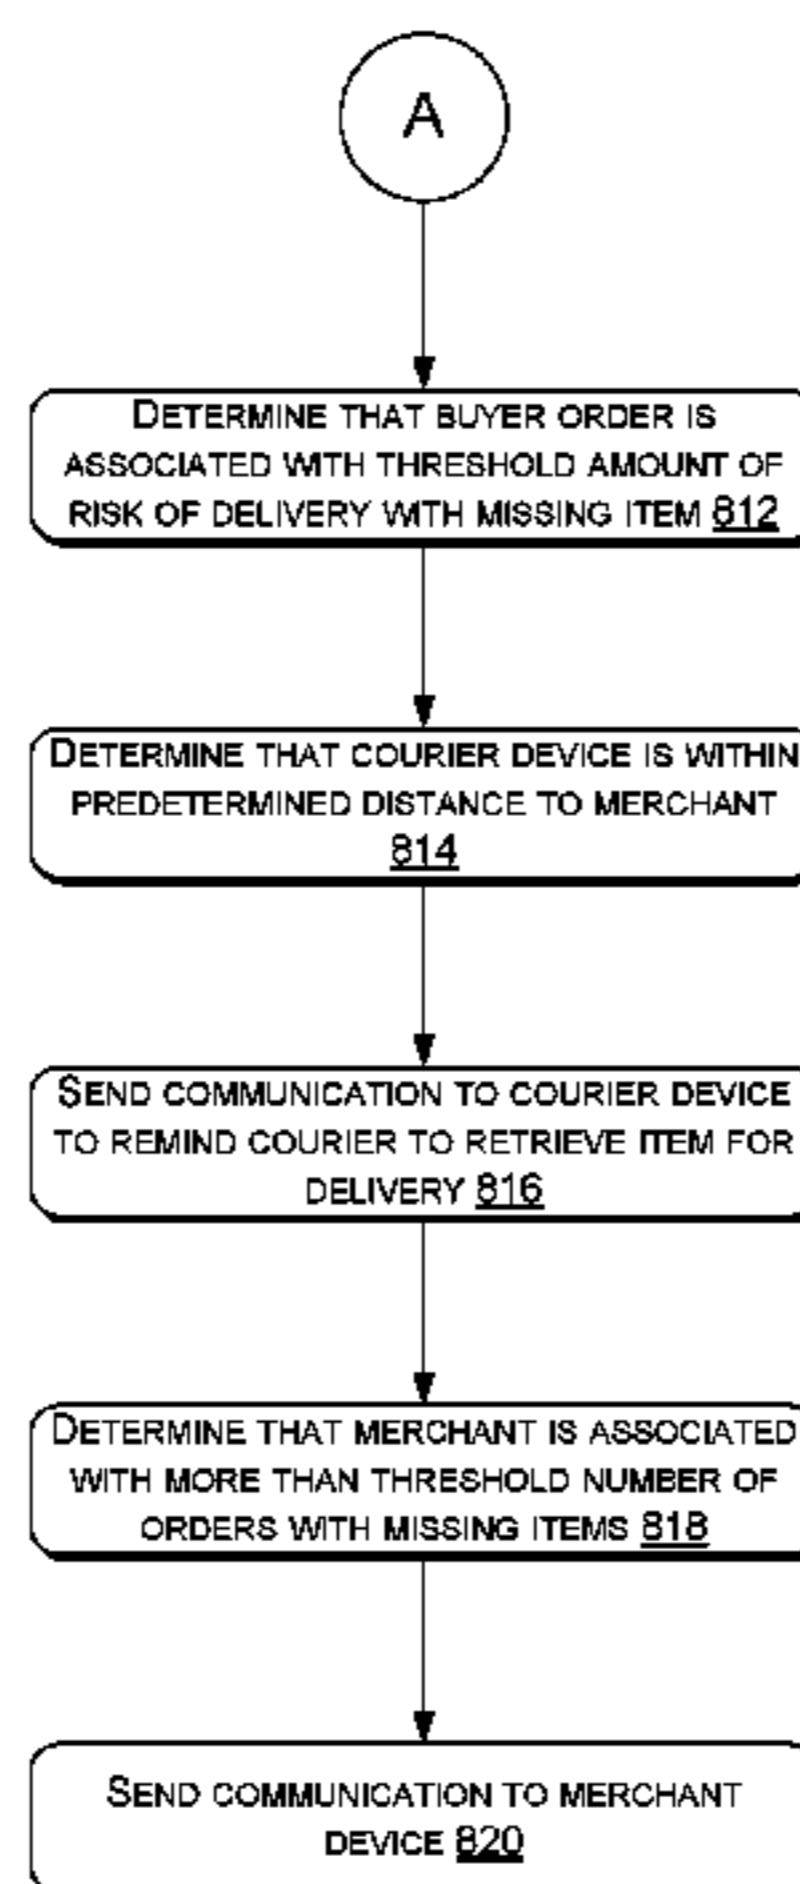 A
DETERMINE THAT BUYER ORDER IS
ASSOCIATED WITH THRESHOLD AMOUNT OF
RISK OF DELIVERY WITH MISSING ITEM 812
DETERMINE THAT COURIER DEVICE IS WITHIN
PREDETERMINED DISTANCE TO MERCHANT
814
SEND COMMUNICATION TO COURIER DEVICE
TO REMIND COURIER TO RETRIEVE ITEM FOR
DELIVERY 816
DETERMINE THAT MERCHANT IS ASSOCIATED
WITH MORE THAN THRESHOLD NUMBER OF
ORDERS WITH MISSING ITEMS 818
SEND COMMUNICATION TO MERCHANT
DEVICE 820